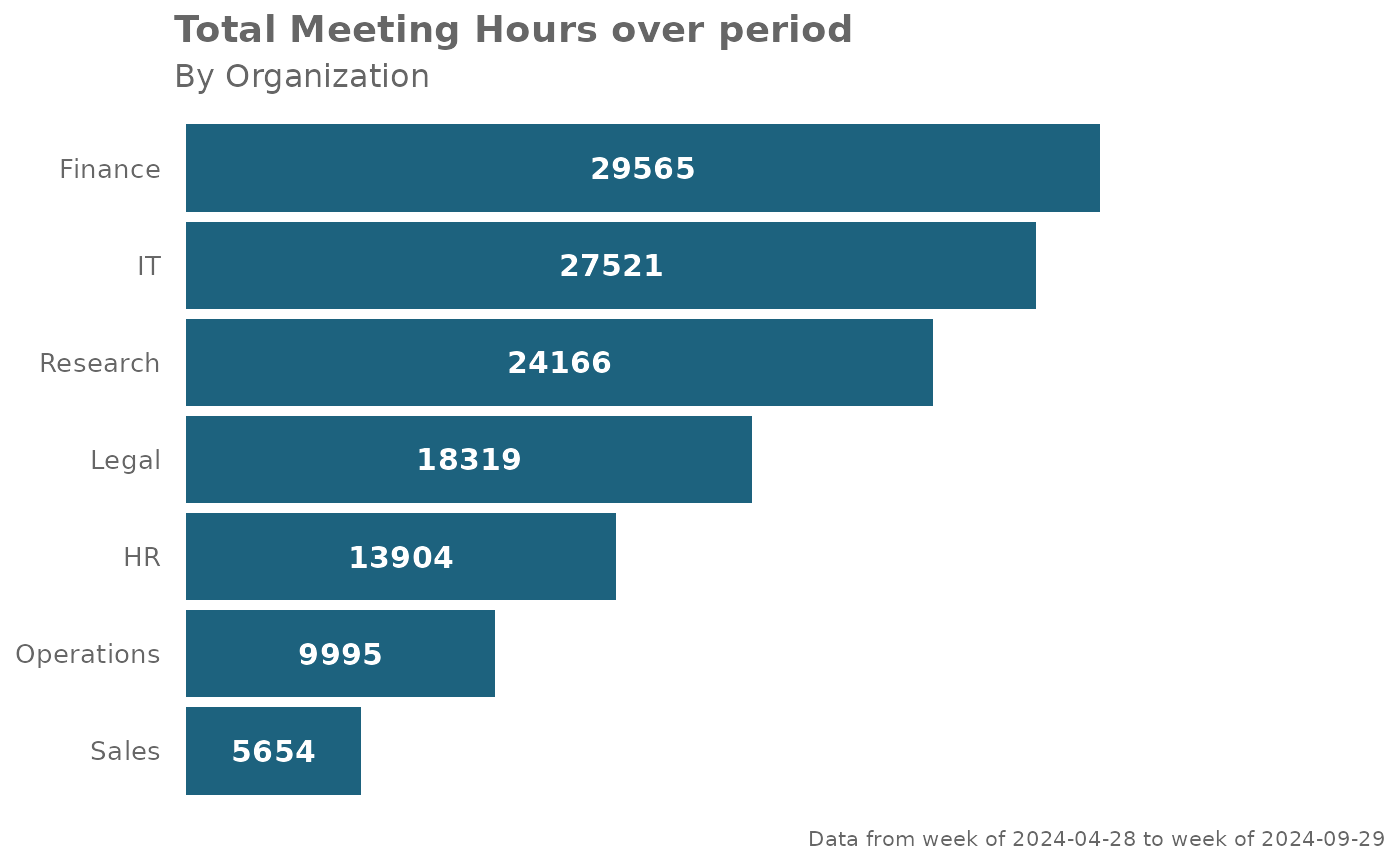 Total Meeting Hours over period
By Organization
Finance 29565
IT 27521
Research 24166
Legal 18319
HR 13904
Operations 9995
Sales 5654
Data from week of 2024-04-28 to week of 2024-09-29